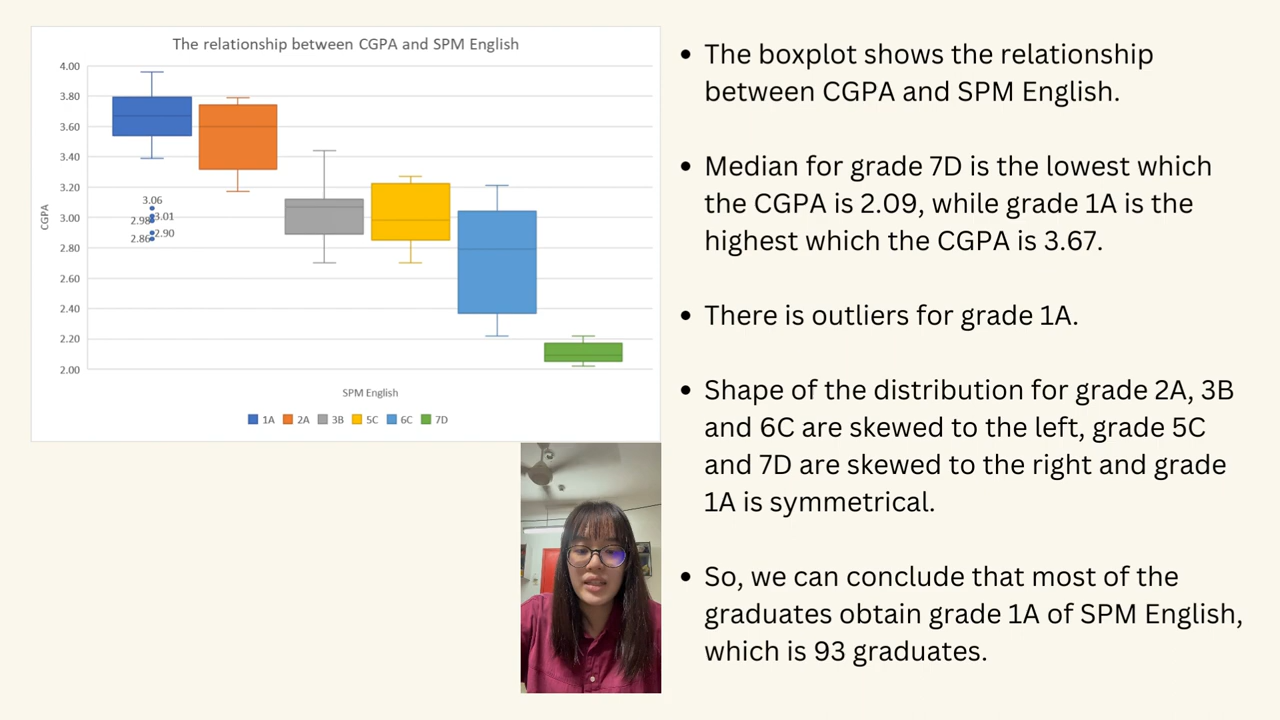 The relationship between CGPA and SPM English
4.00
3.80
3.60
3.40
3.20
3.00
2.80
2.60
2.40
2.20
2.00
CGPA
3.06
3.01
2.98
2.90
2.86
SPM English
1A 2A 3B 5C 6C 7D
• The boxplot shows the relationship
between CGPA and SPM English.
• Median for grade 7D is the lowest which
the CGPA is 2.09, while grade 1A is the
highest which the CGPA is 3.67.
• There is outliers for grade 1A.
• Shape of the distribution for grade 2A, 3B
and 6C are skewed to the left, grade 5C
and 7D are skewed to the right and grade
1A is symmetrical.
• So, we can conclude that most of the
graduates obtain grade 1A of SPM English,
which is 93 graduates.